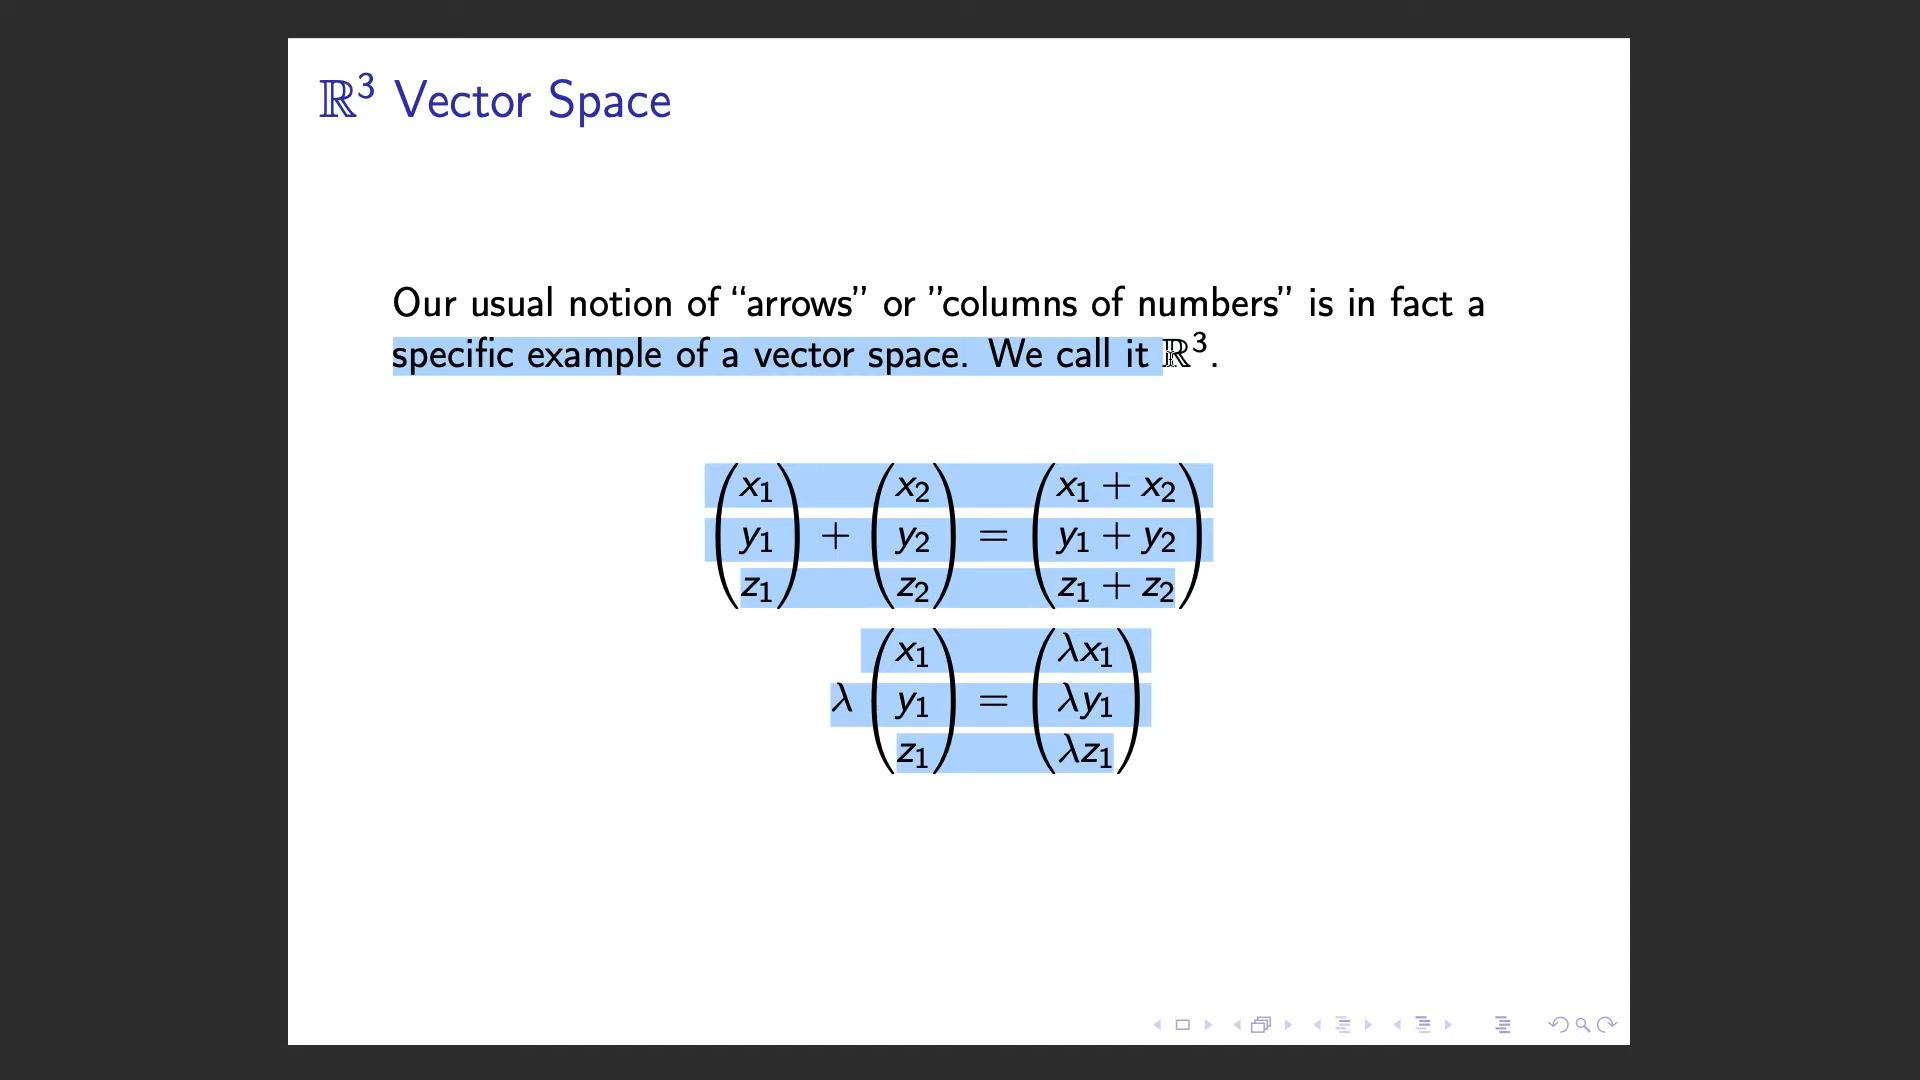 ℝ³ Vector Space
Our usual notion of “arrows” or ”columns of numbers” is in fact a
specific example of a vector space. We call it ℝ³.
(x₁ y₁ z₁) + (x₂ y₂ z₂) = (x₁ + x₂ y₁ + y₂ z₁ + z₂)
λ (x₁ y₁ z₁) = (λx₁ λy₁ λz₁)